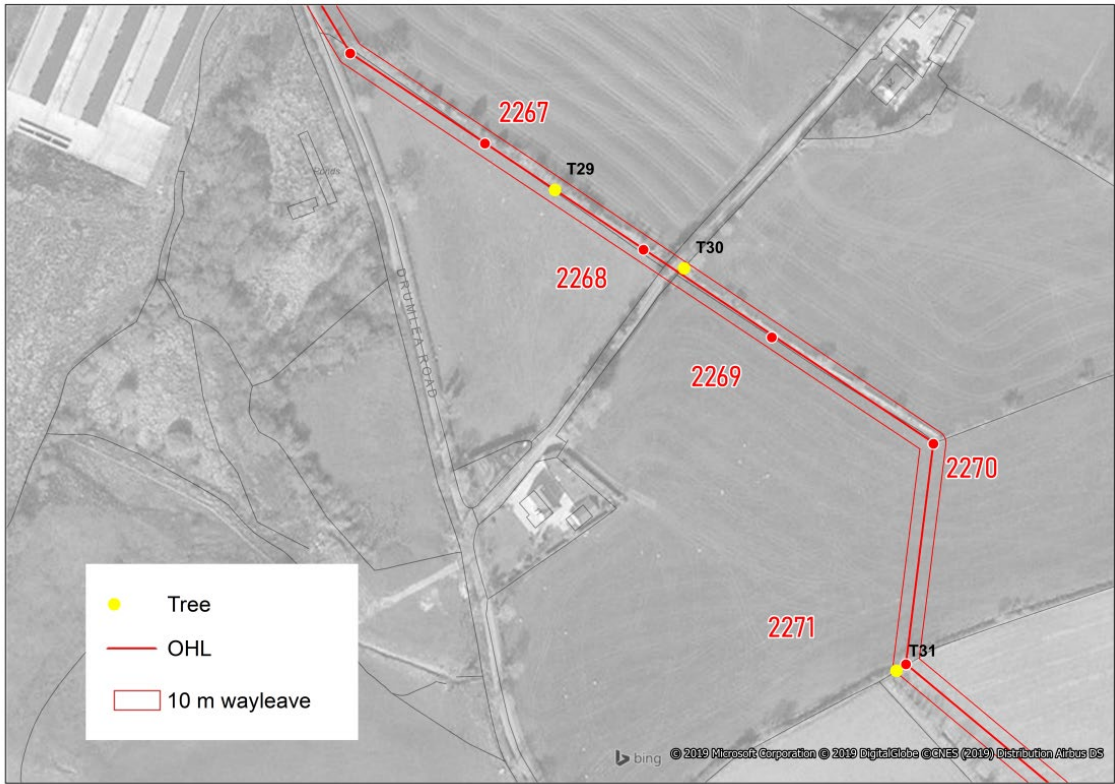 2267
T29
Ponds
T30
2268
DRUMLEA ROAD
2269
2270
2271
T31
Tree
OHL
10 m wayleave
bing
© 2019 Microsoft Corporation © 2019 DigitalGlobe ©CNES (2019) Distribution Airbus DS